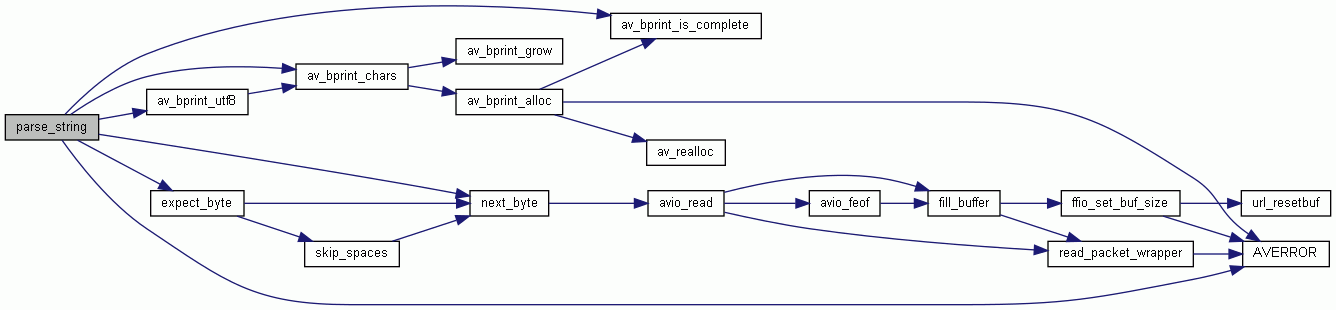 av_bprint_is_complete
av_bprint_grow
av_bprint_chars
av_bprint_utf8
av_bprint_alloc
parse_string
av_realloc
expect_byte
next_byte
avio_read
avio_feof
fill_buffer
ffio_set_buf_size
url_resetbuf
skip_spaces
read_packet_wrapper
AVERROR